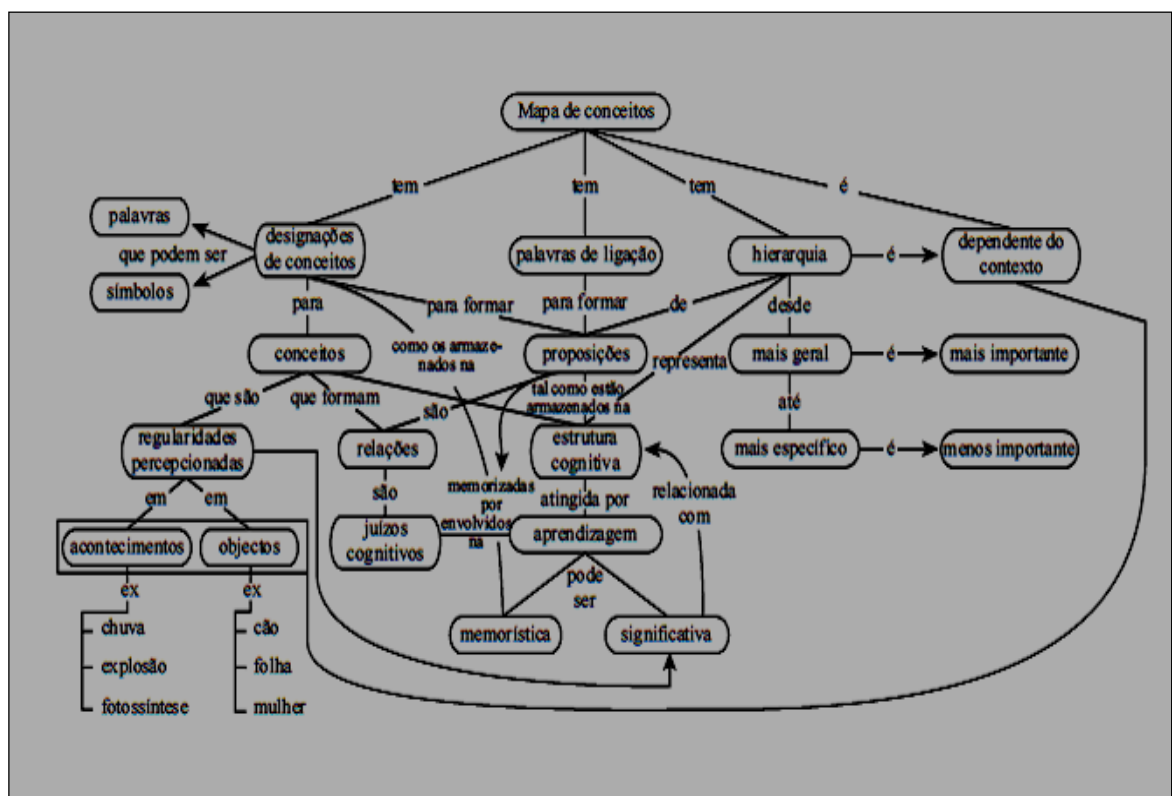 Mapa de conceitos
tem
tem
tem
é
palavras
que podem ser
símbolos
designações
de conceitos
palavras de ligação
hierarquia
é
dependente do
contexto
para
para formar
para formar
de
desde
conceitos
como os armaze-
nados na
proposições
representa
mais geral
é
mais importante
que são
que formam
são
tal como estão
armazenados na
até
regularidades
percepcionadas
relações
estrutura
cognitiva
mais específico
é
menos importante
em
em
são
memorizadas
por
envolvidos
na
atingida por
relacionada
com
acontecimentos
objectos
juízos
cognitivos
aprendizagem
ex
ex
pode
ser
chuva
cão
memorística
significativa
explosão
folha
fotossíntese
mulher